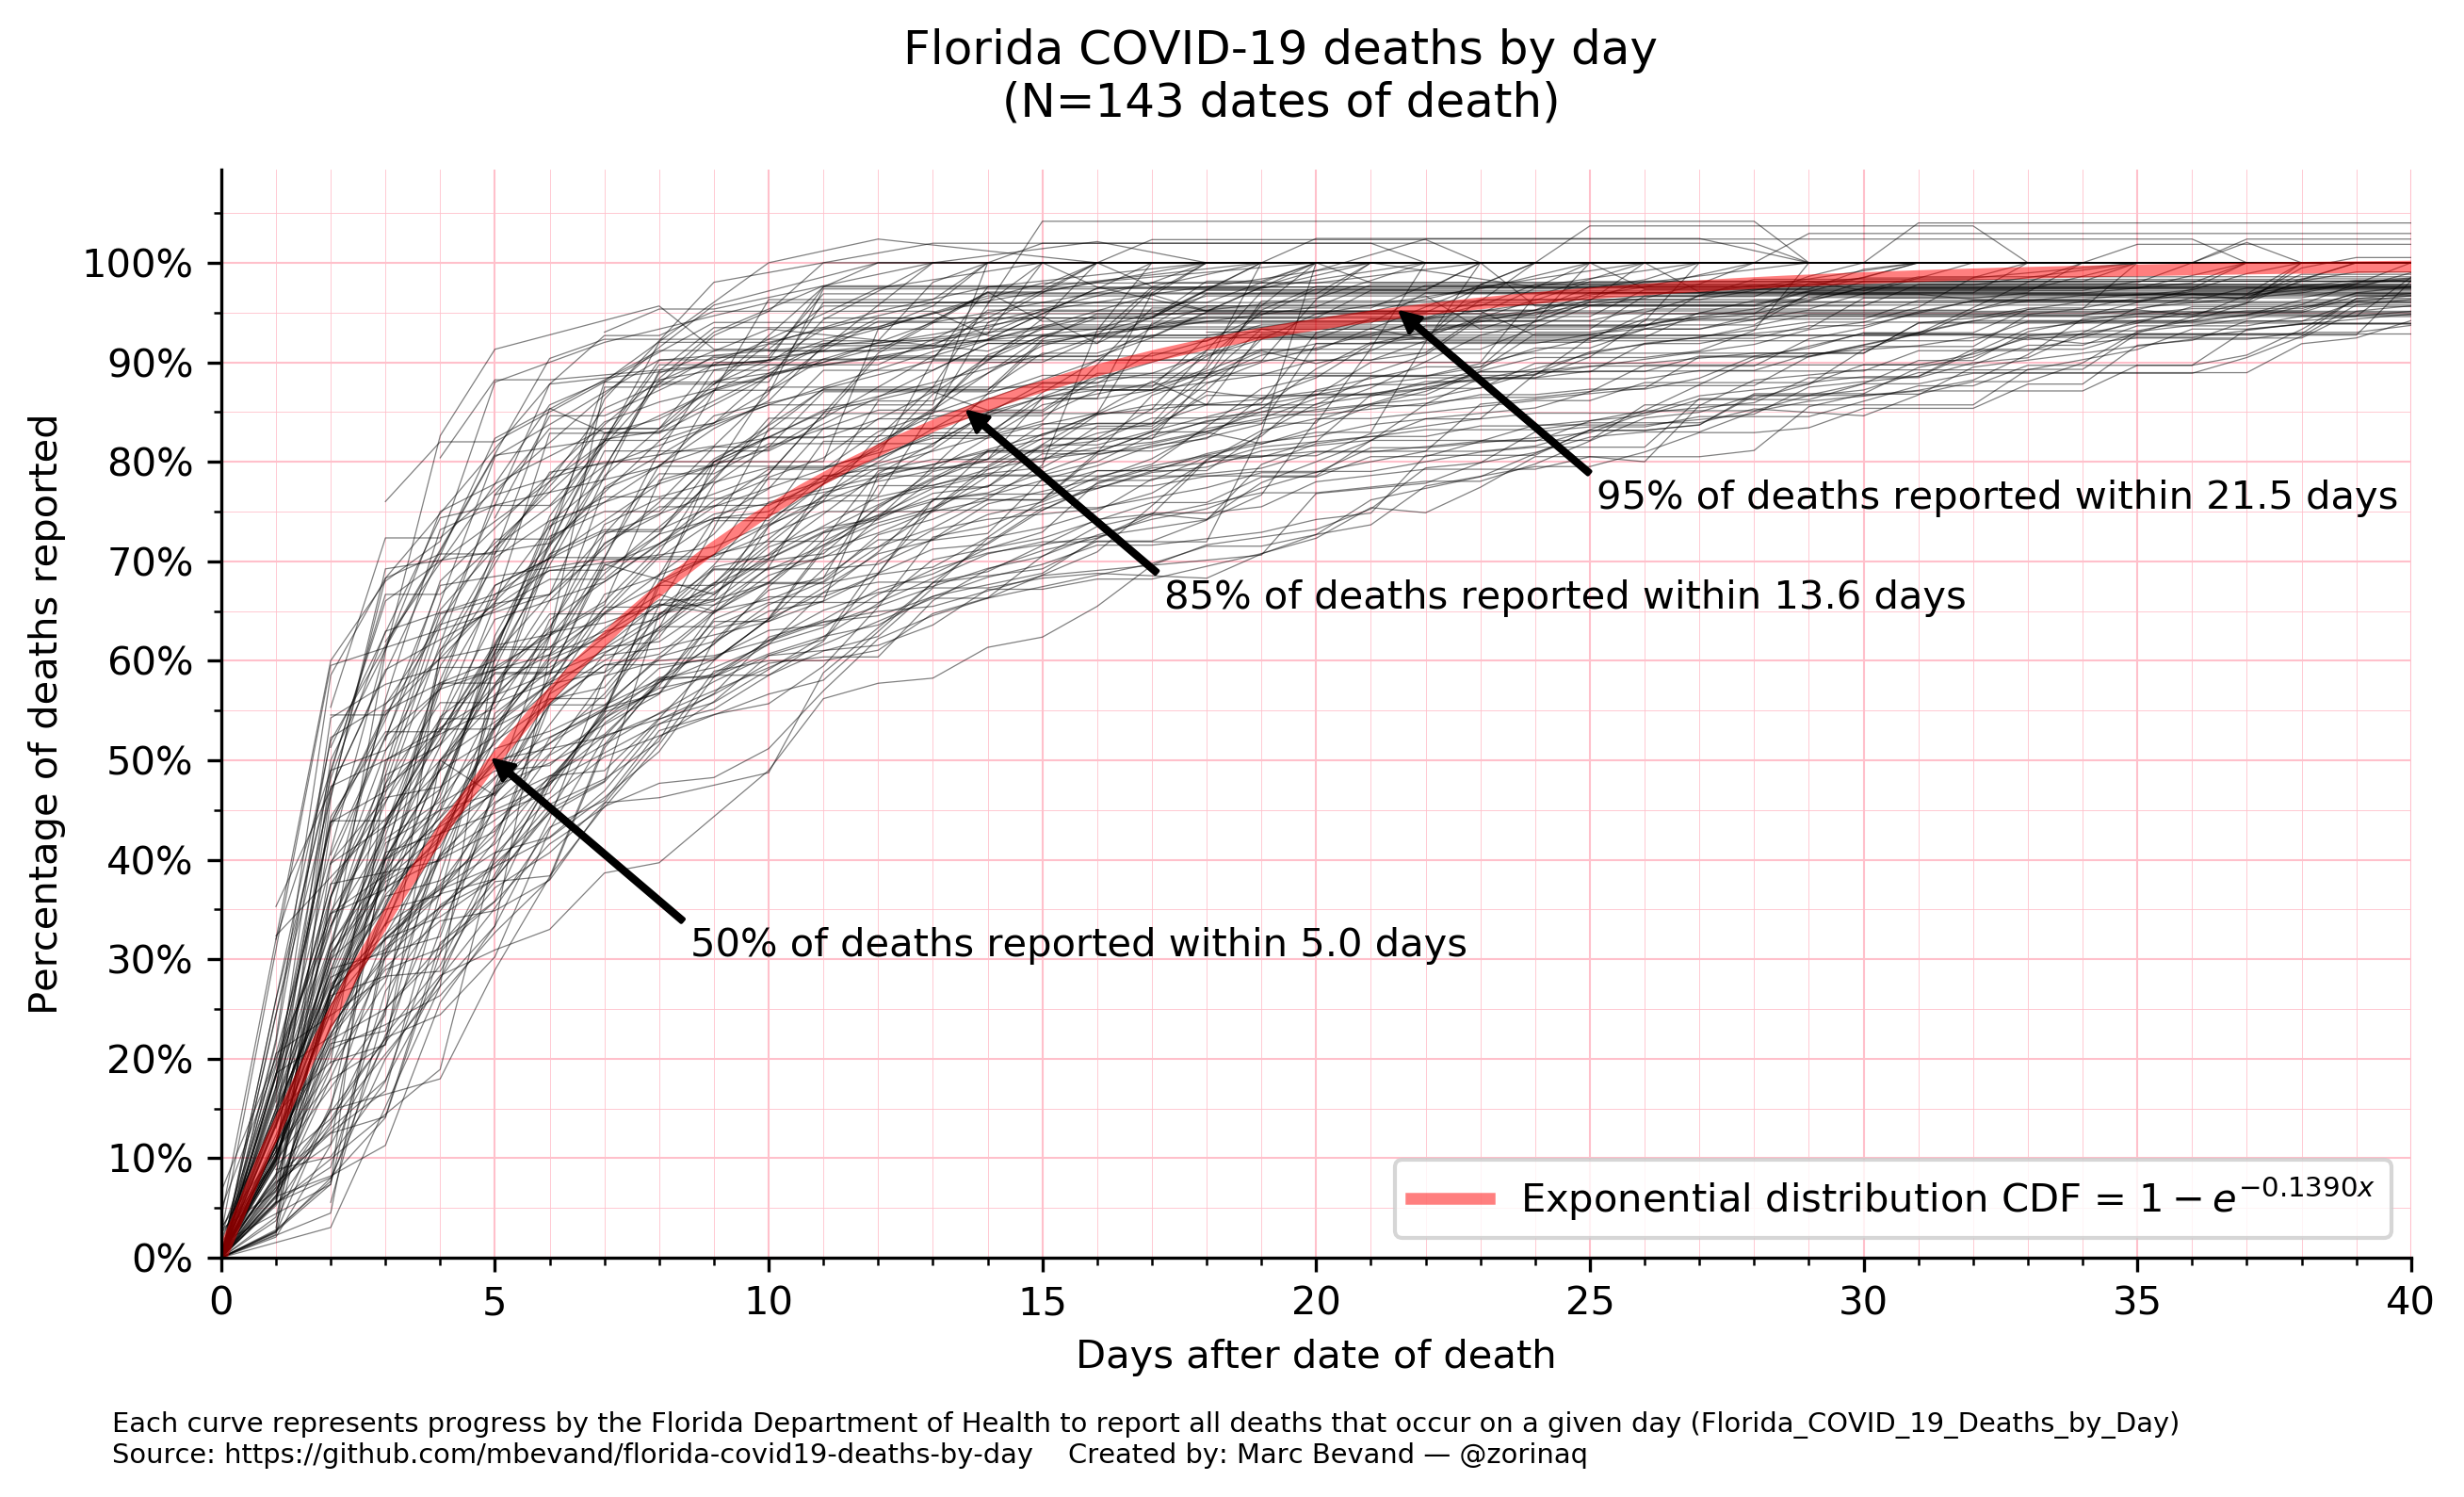 Florida COVID-19 deaths by day
(N=143 dates of death)
Percentage of deaths reported
100%
90%
80%
70%
60%
50%
40%
30%
20%
10%
0%
95% of deaths reported within 21.5 days
85% of deaths reported within 13.6 days
50% of deaths reported within 5.0 days
Exponential distribution CDF = 1 − e^−0.1390x
0 5 10 15 20 25 30 35 40
Days after date of death
Each curve represents progress by the Florida Department of Health to report all deaths that occur on a given day (Florida_COVID_19_Deaths_by_Day)
Source: https://github.com/mbevand/florida-covid19-deaths-by-day Created by: Marc Bevand — @zorinaq